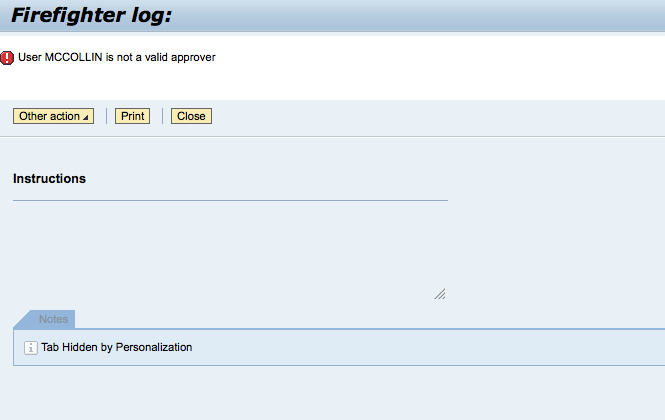 Firefighter log:
User MCCOLLIN is not a valid approver
Other action Print Close
Instructions
Notes
Tab Hidden by Personalization